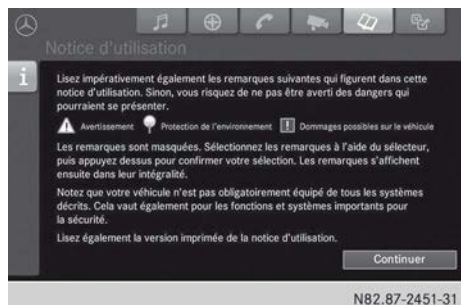 Notice d'utilisation
i
Lisez impérativement également les remarques suivantes qui figurent dans cette
notice d'utilisation. Sinon, vous risquez de ne pas être averti des dangers qui
pourraient se présenter.
Avertissement Protection de l'environnement Dommages possibles sur le véhicule
Les remarques sont masquées. Sélectionnez les remarques à l'aide du sélecteur,
puis appuyez dessus pour confirmer votre sélection. Les remarques s'affichent
ensuite dans leur intégralité.
Notez que votre véhicule n'est pas obligatoirement équipé de tous les systèmes
décrits. Cela vaut également pour les fonctions et systèmes importants pour
la sécurité.
Lisez également la version imprimée de la notice d'utilisation.
Continuer
N82.87-2451-31